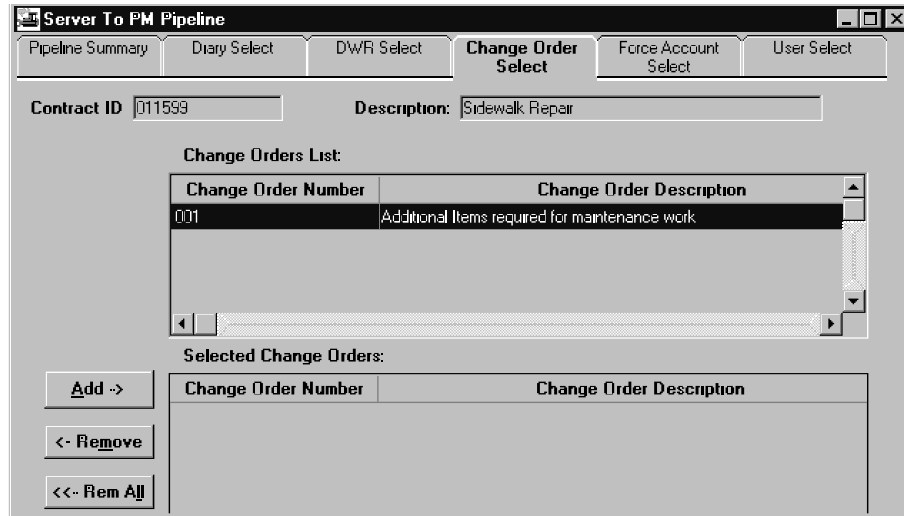 Server To PM Pipeline
Pipeline Summary
Diary Select
DWR Select
Change Order
Select
Force Account
Select
User Select
Contract ID 011599 Description: Sidewalk Repair
Change Orders List:
Change Order Number Change Order Description
001 Additional Items required for maintenance work
Selected Change Orders:
Change Order Number Change Order Description
Add ->
<- Remove
<<- Rem All